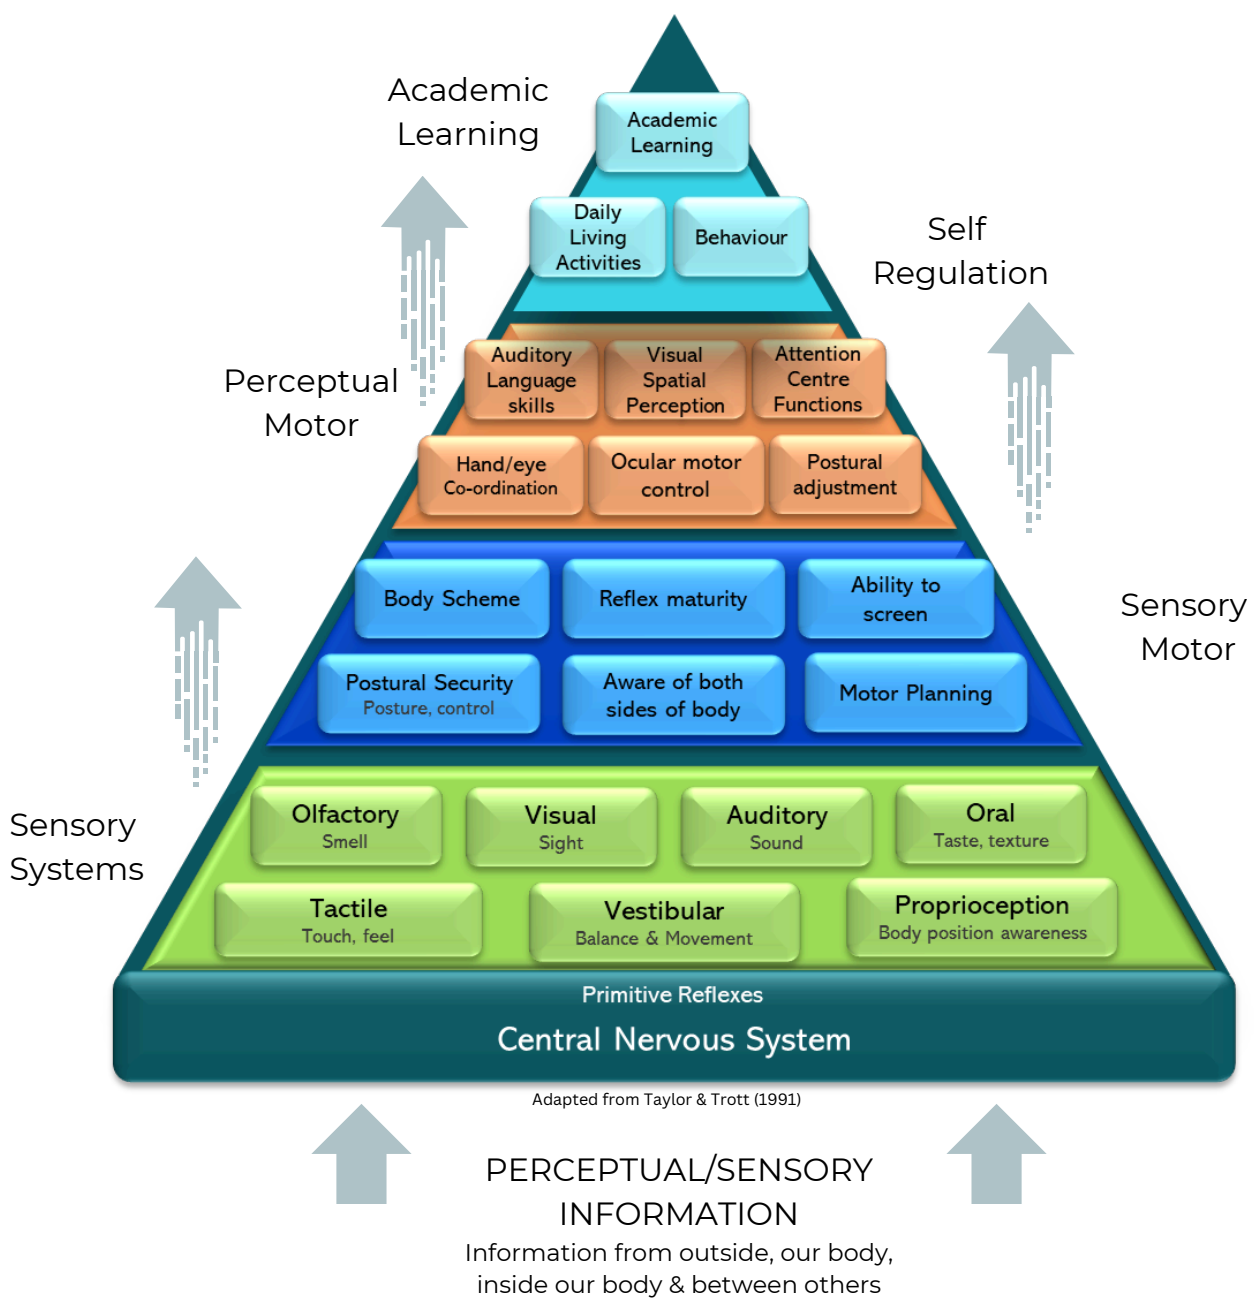 Academic
Learning
Academic
Learning
Daily
Living
Activities
Behaviour
Self
Regulation
Perceptual
Motor
Auditory
Language
skills
Visual
Spatial
Perception
Attention
Centre
Functions
Hand/eye
Co-ordination
Ocular motor
control
Postural
adjustment
Body Scheme
Reflex maturity
Ability to
screen
Sensory
Motor
Postural Security
Posture, control
Aware of both
sides of body
Motor Planning
Sensory
Systems
Olfactory
Smell
Visual
Sight
Auditory
Sound
Oral
Taste, texture
Tactile
Touch, feel
Vestibular
Balance & Movement
Proprioception
Body position awareness
Primitive Reflexes
Central Nervous System
Adapted from Taylor & Trott (1991)
PERCEPTUAL/SENSORY
INFORMATION
Information from outside, our body,
inside our body & between others